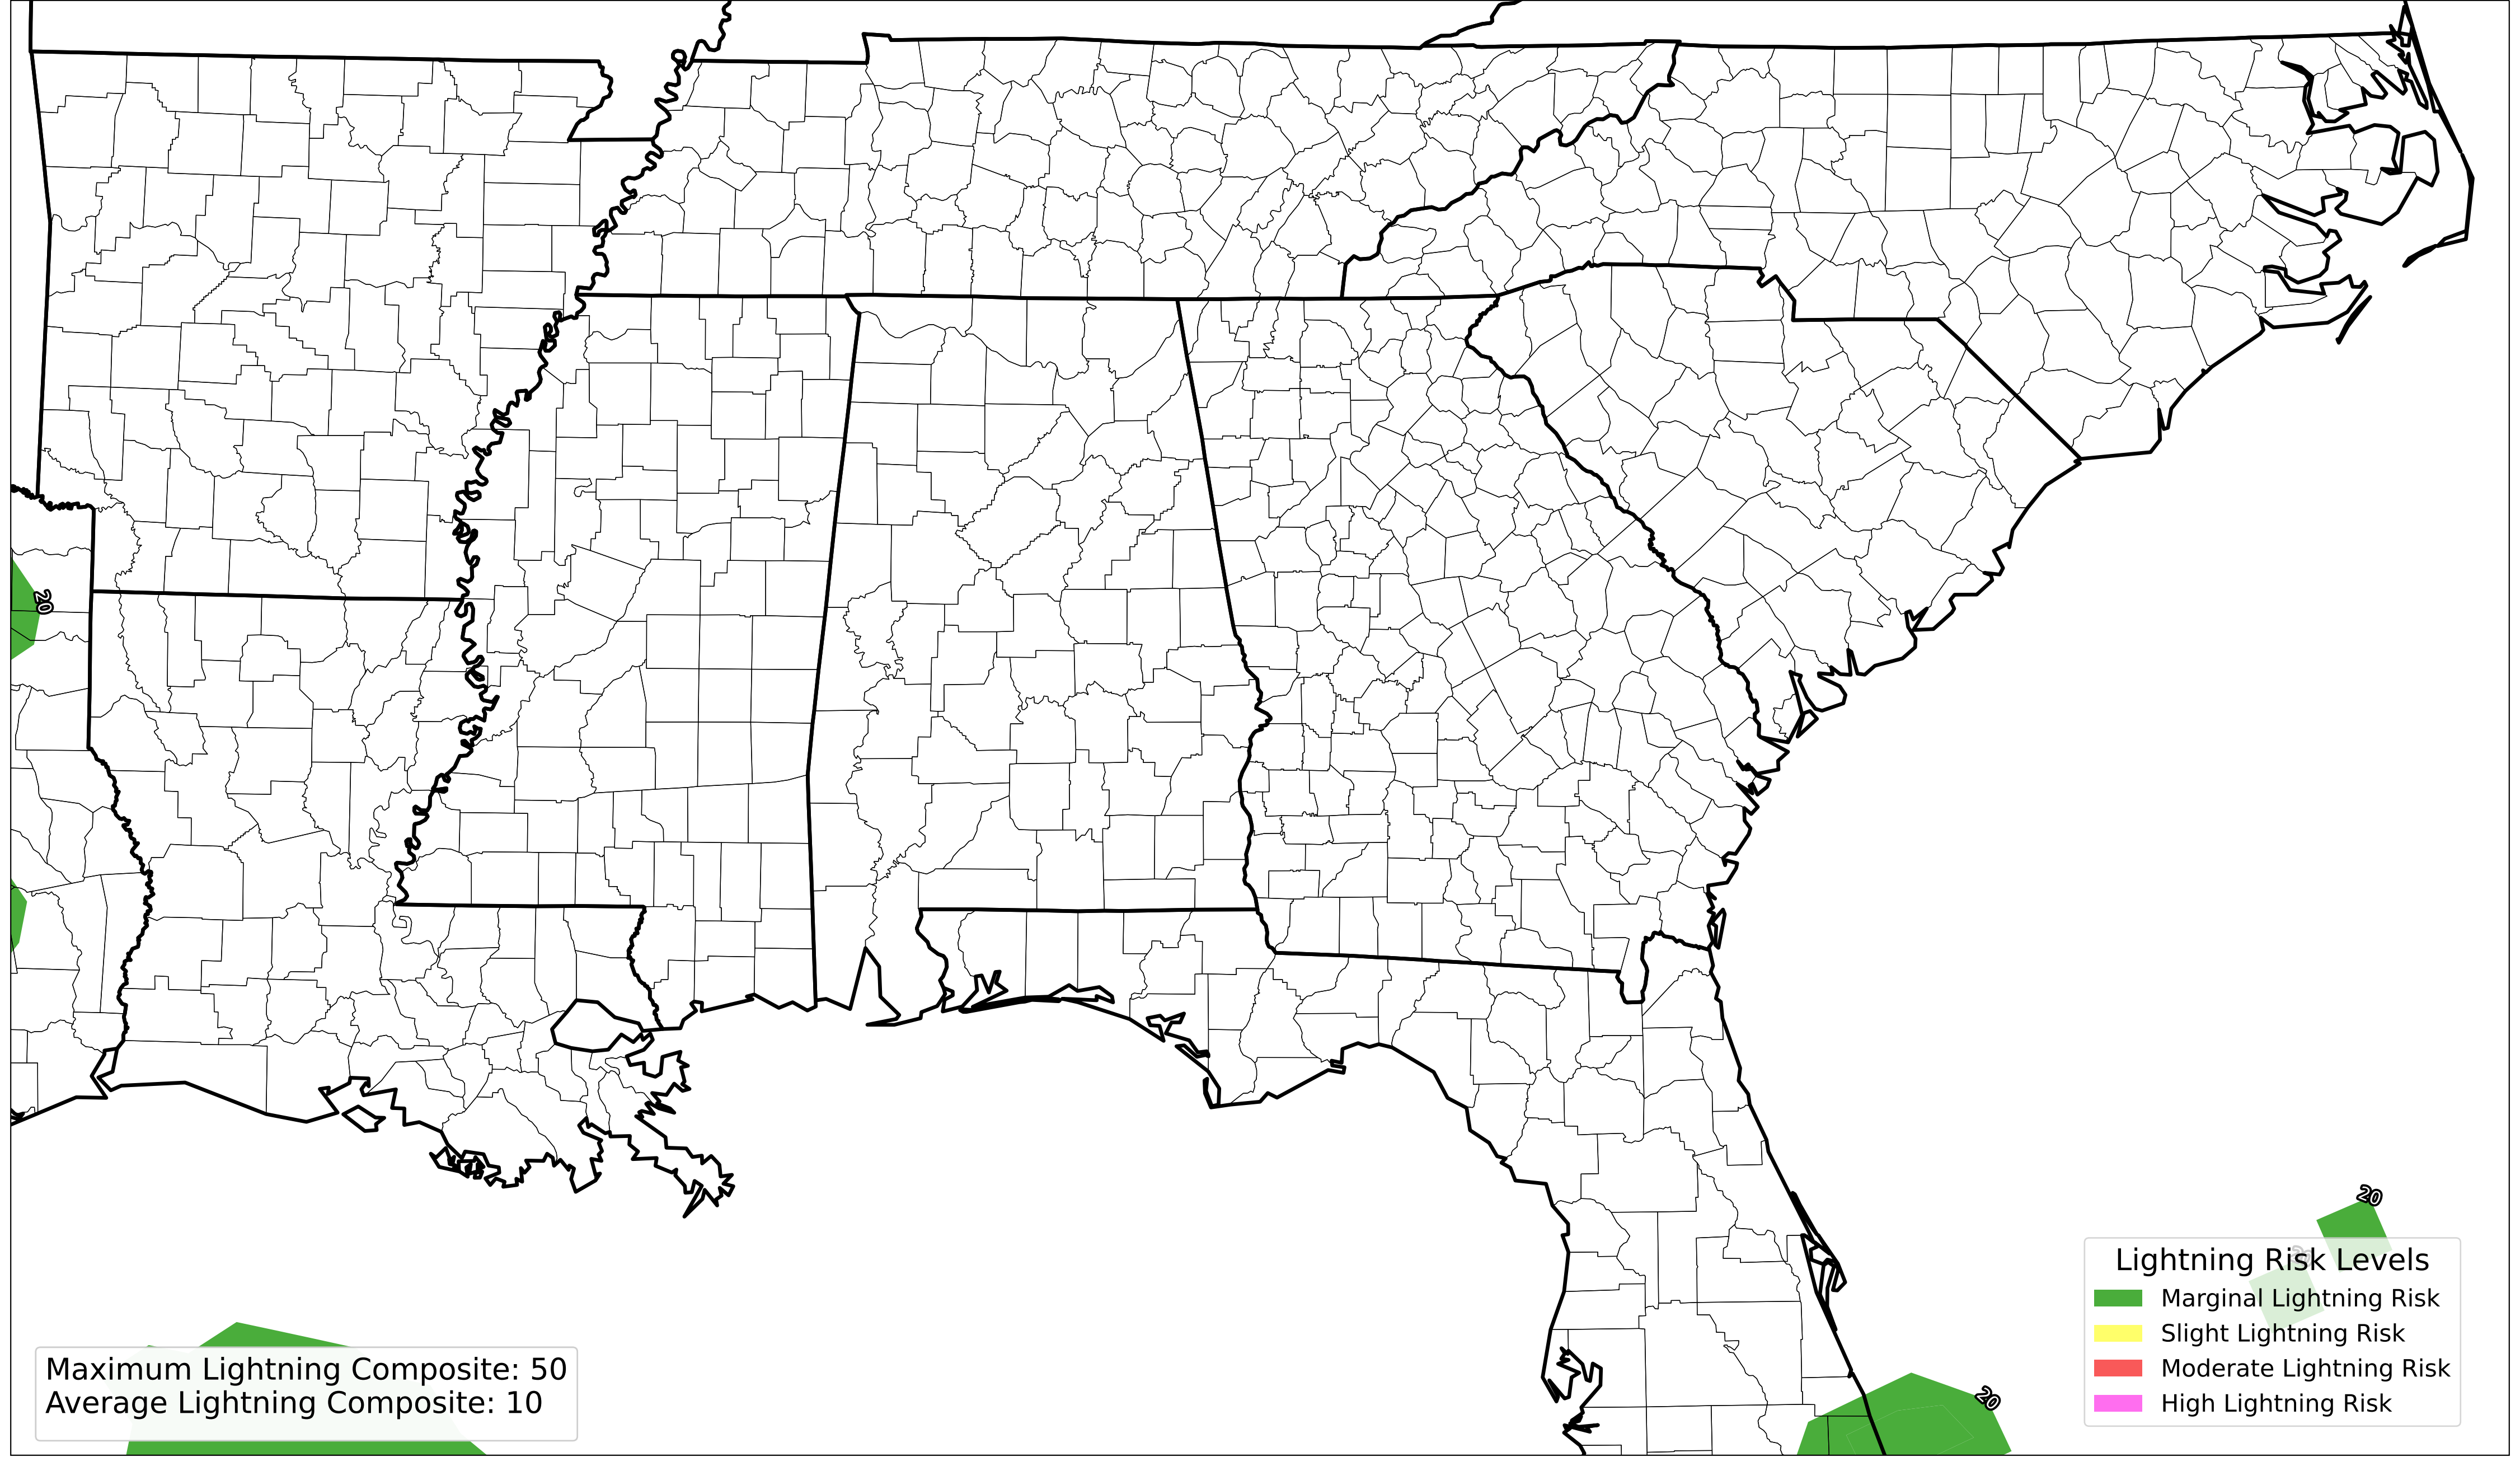 20
20
20
Lightning Risk Levels
Marginal Lightning Risk
Slight Lightning Risk
Moderate Lightning Risk
High Lightning Risk
Maximum Lightning Composite: 50
Average Lightning Composite: 10
20